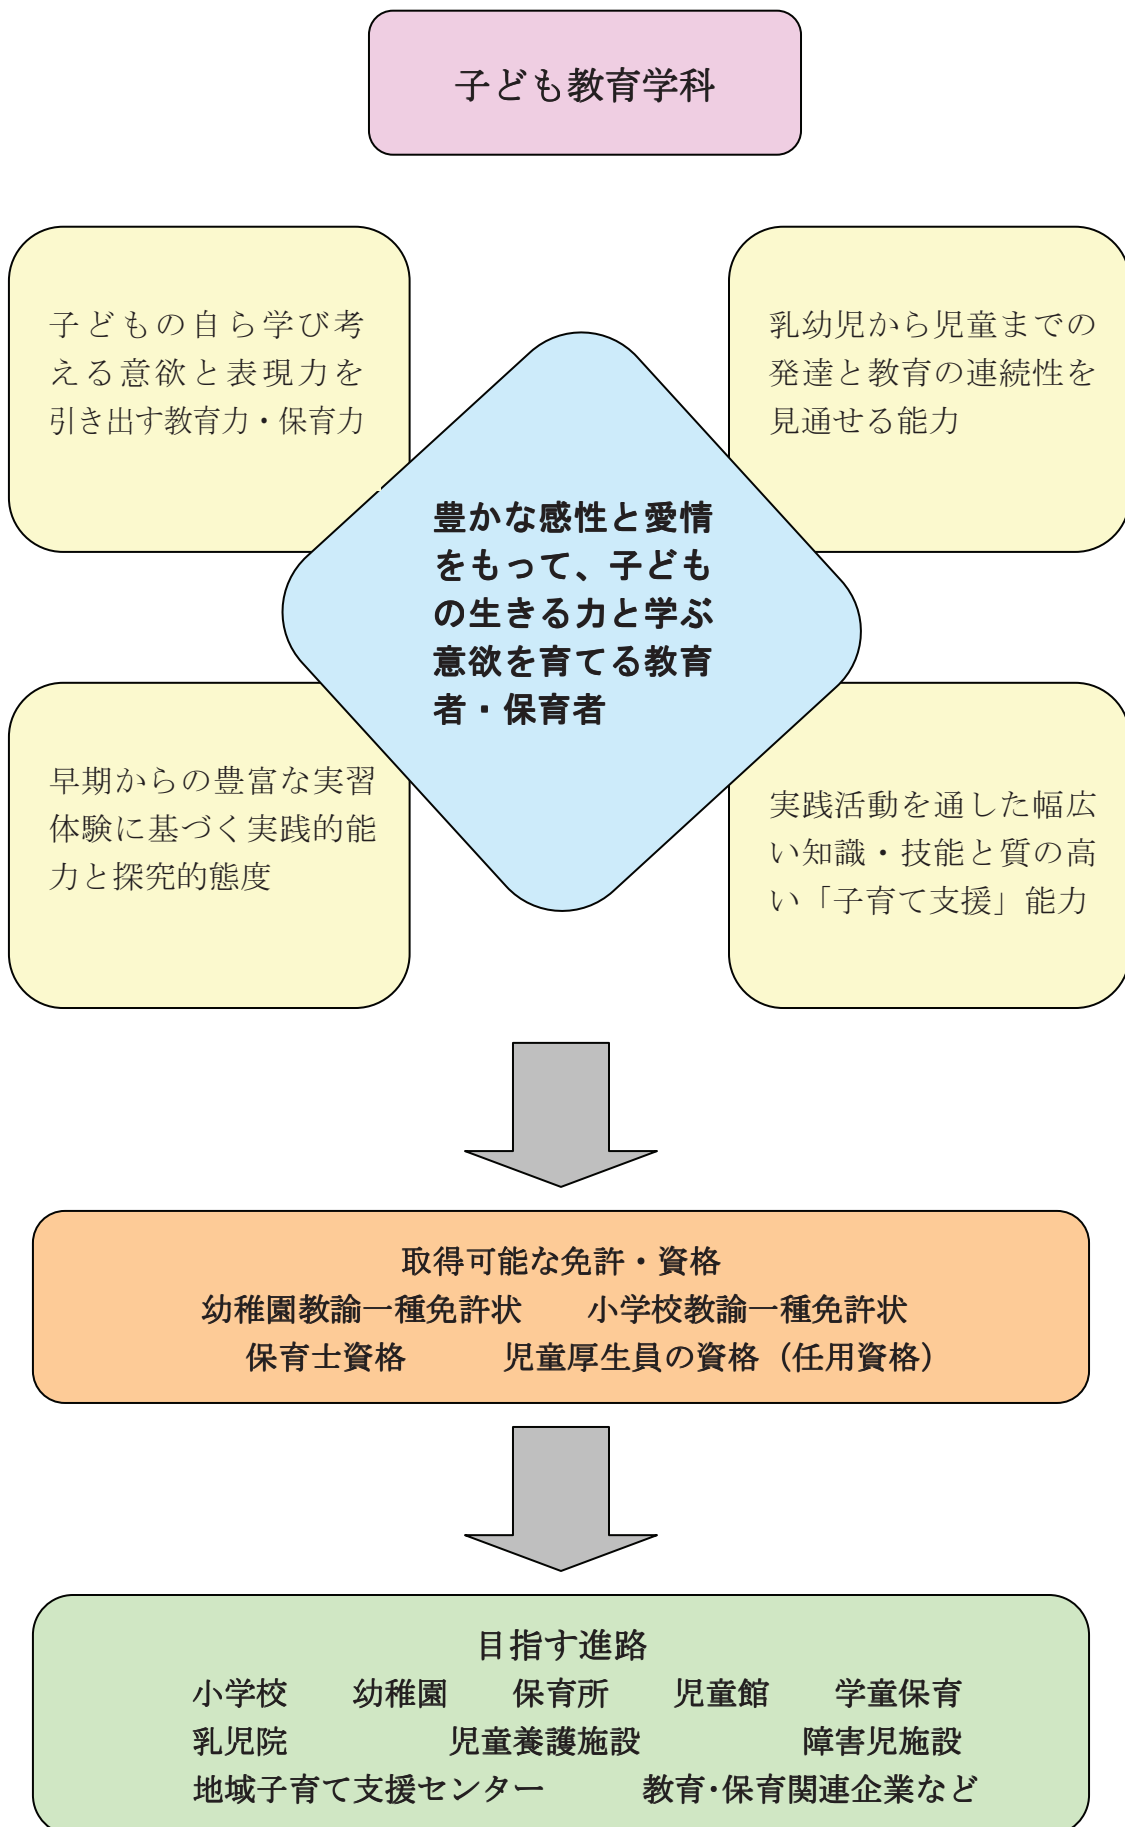 子ども教育学科
子どもの自ら学び考
える意欲と表現力を
引き出す教育力・保育力
乳幼児から児童までの
発達と教育の連続性を
見通せる能力
豊かな感性と愛情
をもって、子ども
の生きる力と学ぶ
意欲を育てる教育
者・保育者
早期からの豊富な実習
体験に基づく実践的能
力と探究的態度
実践活動を通した幅広
い知識・技能と質の高
い「子育て支援」能力
取得可能な免許・資格
幼稚園教諭一種免許状 小学校教諭一種免許状
保育士資格 児童厚生員の資格（任用資格）
目指す進路
小学校 幼稚園 保育所 児童館 学童保育
乳児院 児童養護施設 障害児施設
地域子育て支援センター 教育・保育関連企業など